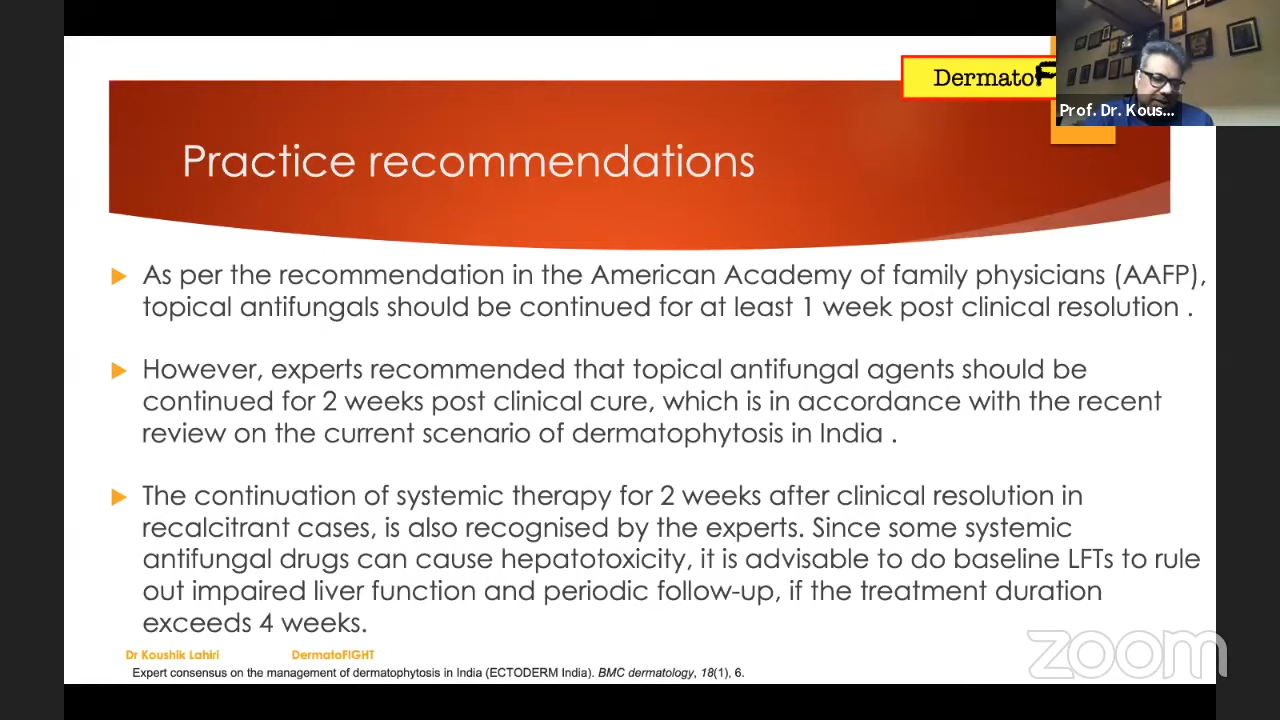 DermatoF
Prof. Dr. Kous...
Practice recommendations
As per the recommendation in the American Academy of family physicians (AAFP),
topical antifungals should be continued for at least 1 week post clinical resolution .
However, experts recommended that topical antifungal agents should be
continued for 2 weeks post clinical cure, which is in accordance with the recent
review on the current scenario of dermatophytosis in India .
The continuation of systemic therapy for 2 weeks after clinical resolution in
recalcitrant cases, is also recognised by the experts. Since some systemic
antifungal drugs can cause hepatotoxicity, it is advisable to do baseline LFTs to rule
out impaired liver function and periodic follow-up, if the treatment duration
exceeds 4 weeks.
Dr Koushik Lahiri DermatoFIGHT
Expert consensus on the management of dermatophytosis in India (ECTODERM India). BMC dermatology, 18(1), 6.
zoom